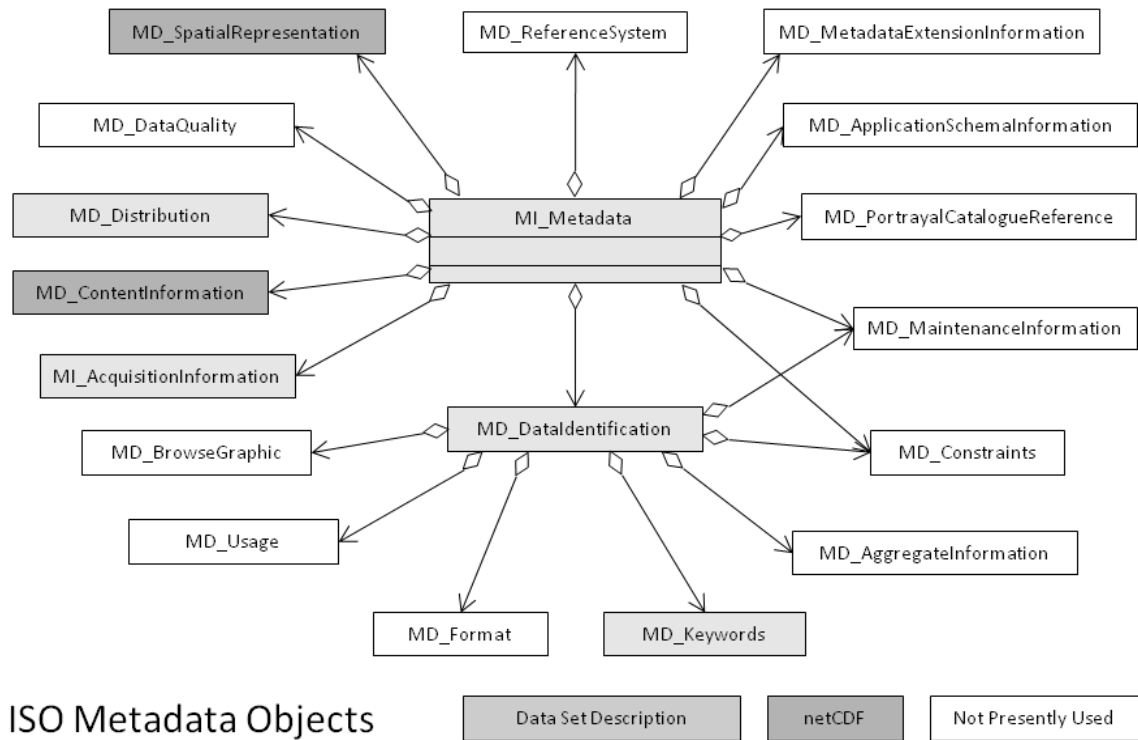 MD_SpatialRepresentation
MD_ReferenceSystem
MD_MetadataExtensionInformation
MD_DataQuality
MD_ApplicationSchemaInformation
MD_Distribution
MI_Metadata
MD_PortrayalCatalogueReference
MD_ContentInformation
MD_MaintenanceInformation
MI_AcquisitionInformation
MD_DataIdentification
MD_BrowseGraphic
MD_Constraints
MD_Usage
MD_AggregateInformation
MD_Format
MD_Keywords
ISO Metadata Objects
Data Set Description
netCDF
Not Presently Used